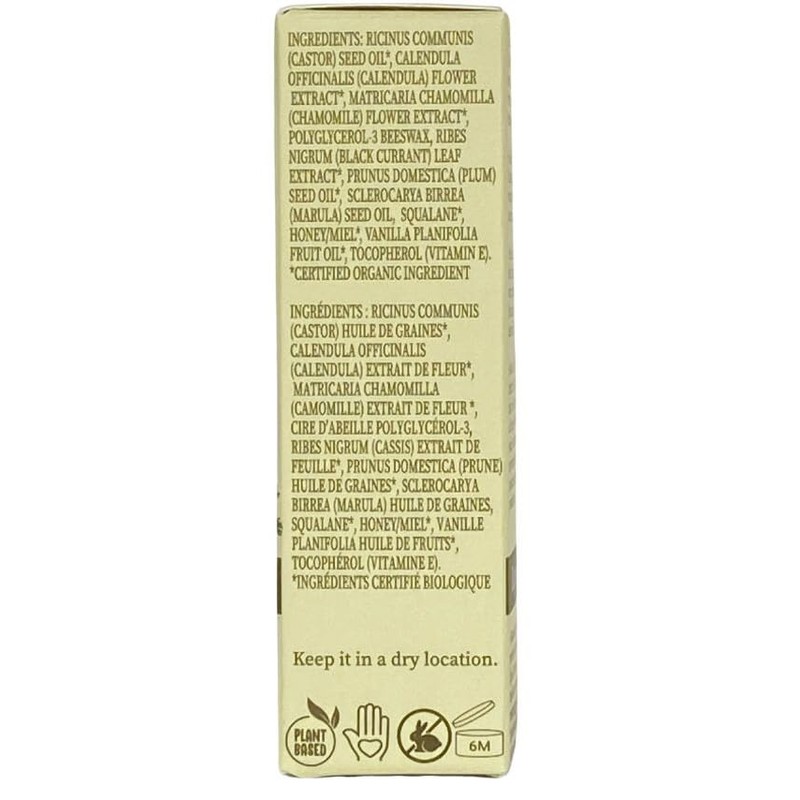 INGREDIENTS: RICINUS COMMUNIS
(CASTOR) SEED OIL*, CALENDULA
OFFICINALIS (CALENDULA) FLOWER
EXTRACT*, MATRICARIA CHAMOMILLA
(CHAMOMILE) FLOWER EXTRACT*,
POLYGLYCEROL-3 BEESWAX, RIBES
NIGRUM (BLACK CURRANT) LEAF
EXTRACT*, PRUNUS DOMESTICA (PLUM)
SEED OIL*, SCLEROCARYA BIRREA
(MARULA) SEED OIL, SQUALANE*,
HONEY/MIEL*, VANILLA PLANIFOLIA
FRUIT OIL*, TOCOPHEROL (VITAMIN E).
*CERTIFIED ORGANIC INGREDIENT
INGRÉDIENTS : RICINUS COMMUNIS
(CASTOR) HUILE DE GRAINES*,
CALENDULA OFFICINALIS
(CALENDULA) EXTRAIT DE FLEUR*,
MATRICARIA CHAMOMILLA
(CAMOMILLE) EXTRAIT DE FLEUR *,
CIRE D'ABEILLE POLYGLYCÉROL-3,
RIBES NIGRUM (CASSIS) EXTRAIT DE
FEUILLE*, PRUNUS DOMESTICA (PRUNE)
HUILE DE GRAINES*, SCLEROCARYA
BIRREA (MARULA) HUILE DE GRAINES,
SQUALANE*, HONEY/MIEL*, VANILLE
PLANIFOLIA HUILE DE FRUITS*,
TOCOPHÉROL (VITAMINE E).
*INGRÉDIENTS CERTIFIÉ BIOLOGIQUE
Keep it in a dry location.
PLANT
BASED
6M